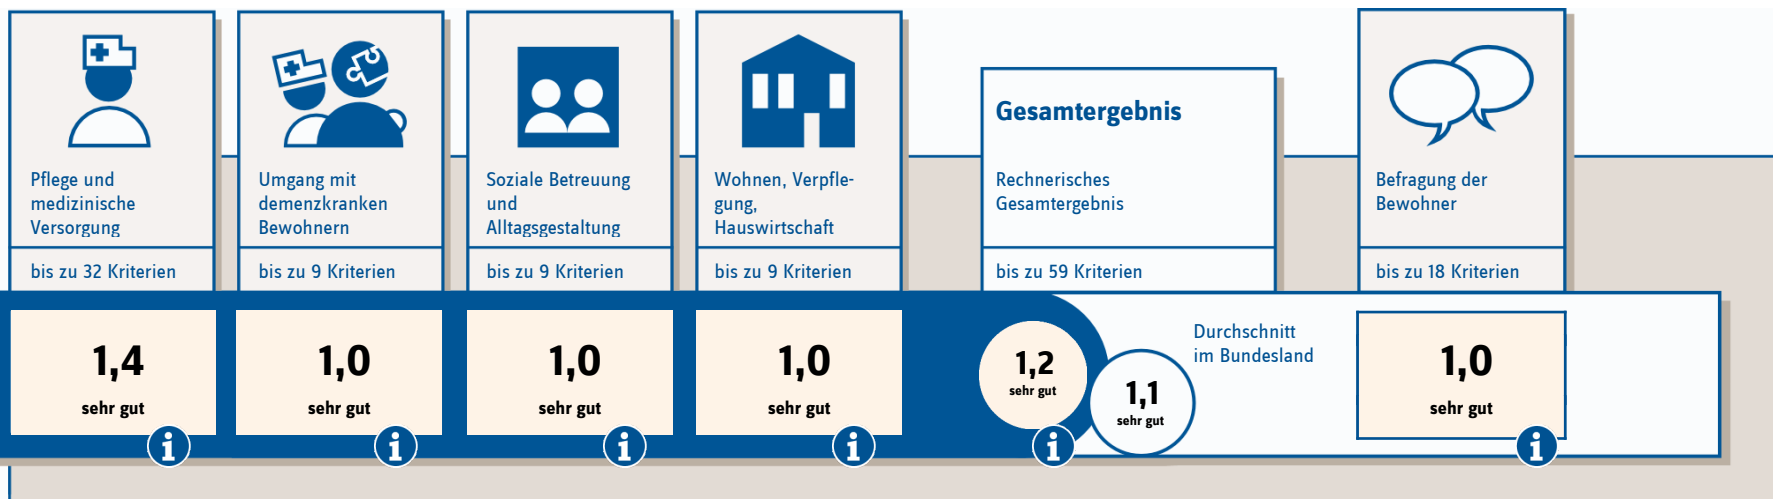 Pflege und
medizinische
Versorgung
bis zu 32 Kriterien
1,4
sehr gut
Umgang mit
demenzkranken
Bewohnern
bis zu 9 Kriterien
1,0
sehr gut
Soziale Betreuung
und
Alltagsgestaltung
bis zu 9 Kriterien
1,0
sehr gut
Wohnen, Verpfle-
gung,
Hauswirtschaft
bis zu 9 Kriterien
1,0
sehr gut
Gesamtergebnis
Rechnerisches
Gesamtergebnis
bis zu 59 Kriterien
1,2
sehr gut
1,1
sehr gut
Durchschnitt
im Bundesland
Befragung der
Bewohner
bis zu 18 Kriterien
1,0
sehr gut